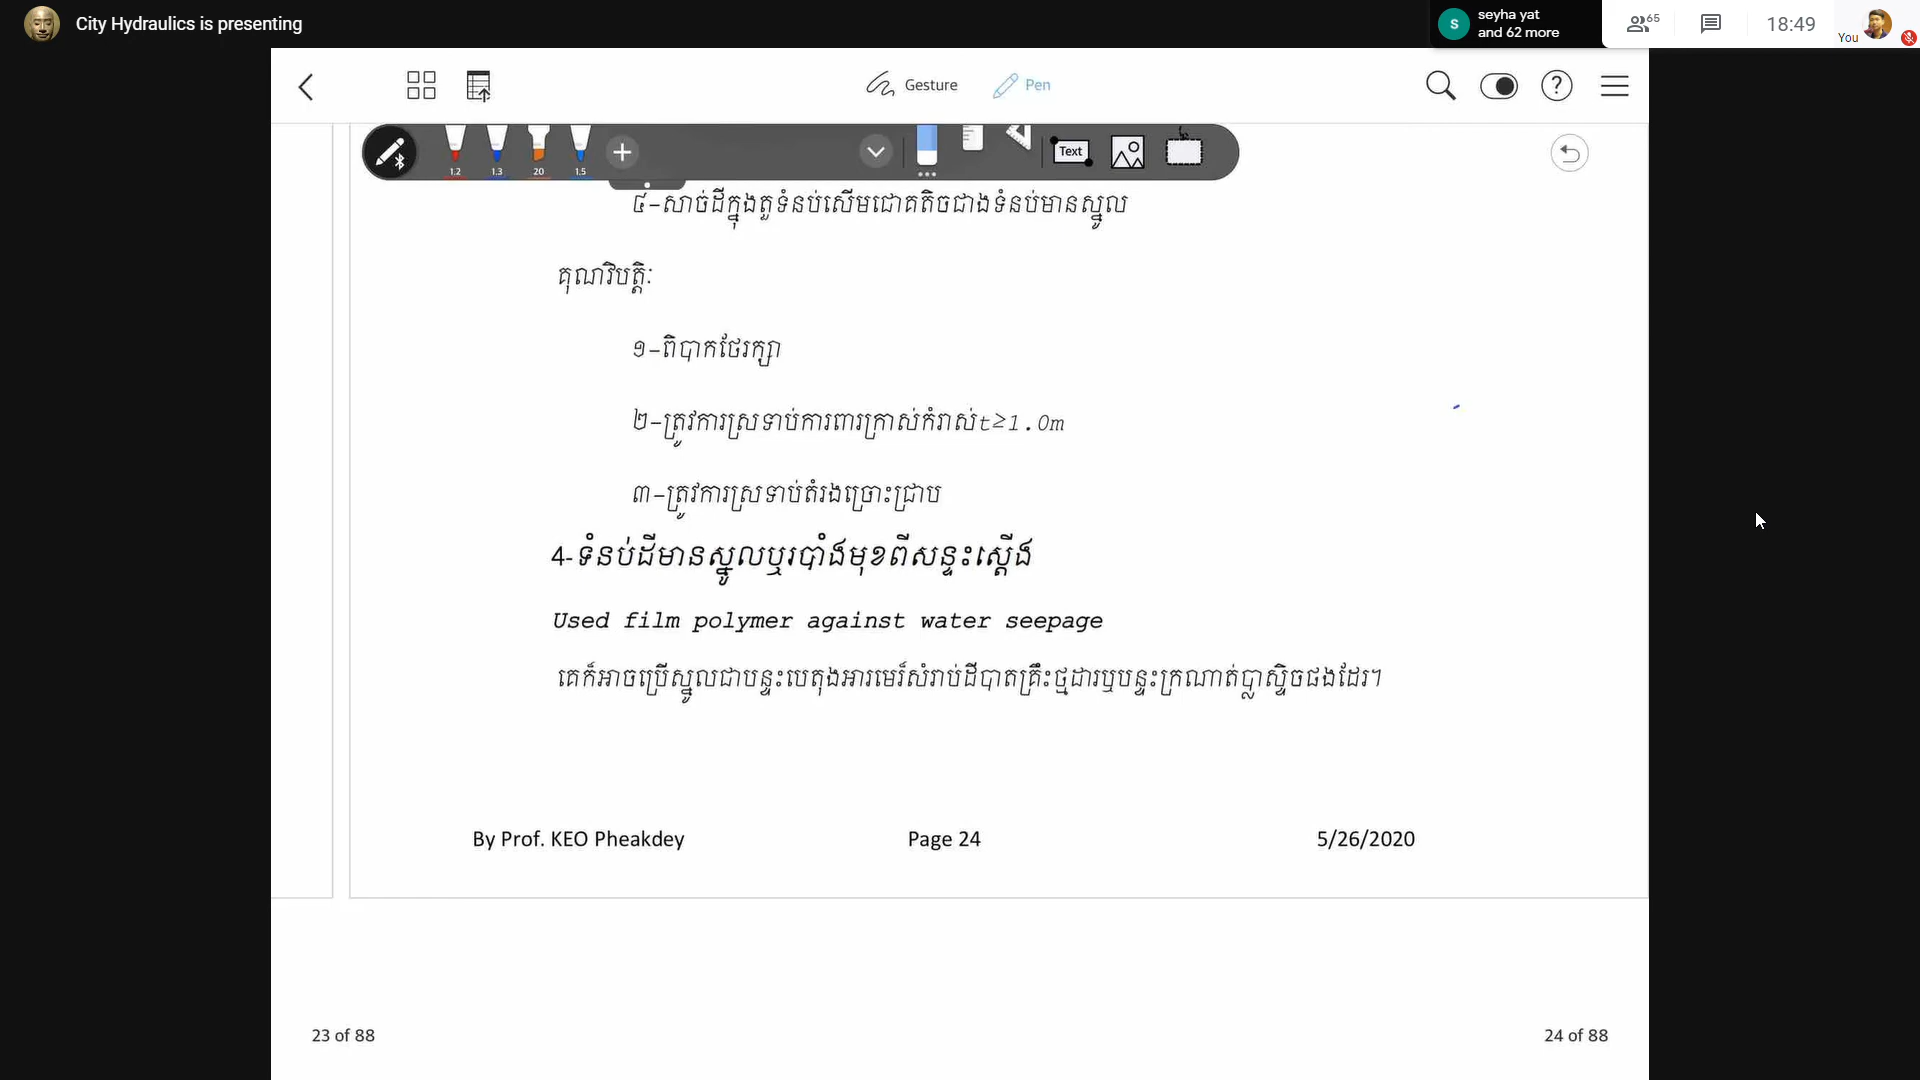 City Hydraulics is presenting
seyha yat
and 62 more
65
18:49
You
S
Gesture
Pen
?
1.2
1.3
20
1.5
Text
៤-សាច់ដីក្នុងតួទំនប់សើមជោគតិចជាងទំនប់មានស្នូល
គុណវិបត្តិៈ
១-ពិបាកថែរក្សា
២-ត្រូវការស្រទាប់ការពារក្រាស់កំរាស់t≥1.0m
៣-ត្រូវការស្រទាប់តំរងច្រោះជ្រាប
4-ទំនប់ដីមានស្នូលឬរបាំងមុខពីសន្ទះស្តើង
Used film polymer against water seepage
គេក៏អាចប្រើស្នូលជាបន្ទះបេតុងអារមេរ៉ែសំរាប់ដីបាតគ្រឹះថ្មដារឬបន្ទះក្រណាត់ប្លាស្ទិចផងដែរ។
By Prof. KEO Pheakdey
Page 24
5/26/2020
23 of 88
24 of 88